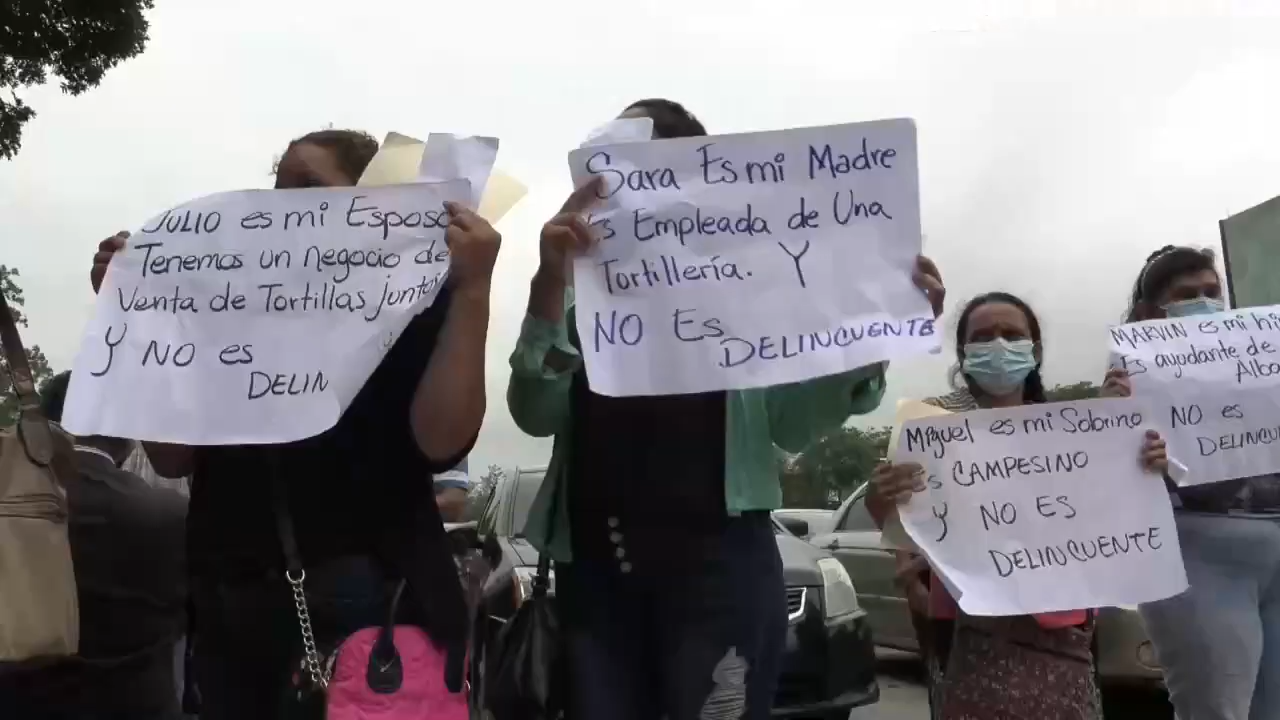 JULIO es mi Esposo
Tenemos un negocio de
Venta de Tortillas juntos
y NO es
DELIN
Sara Es mi Madre
Es Empleada de Una
Tortillería. Y
NO Es
DELINCUENTE
Miguel es mi Sobrino
Es CAMPESINO
y NO ES
DELINCUENTE
MARVIN es mi
Es ayudante de
NO es